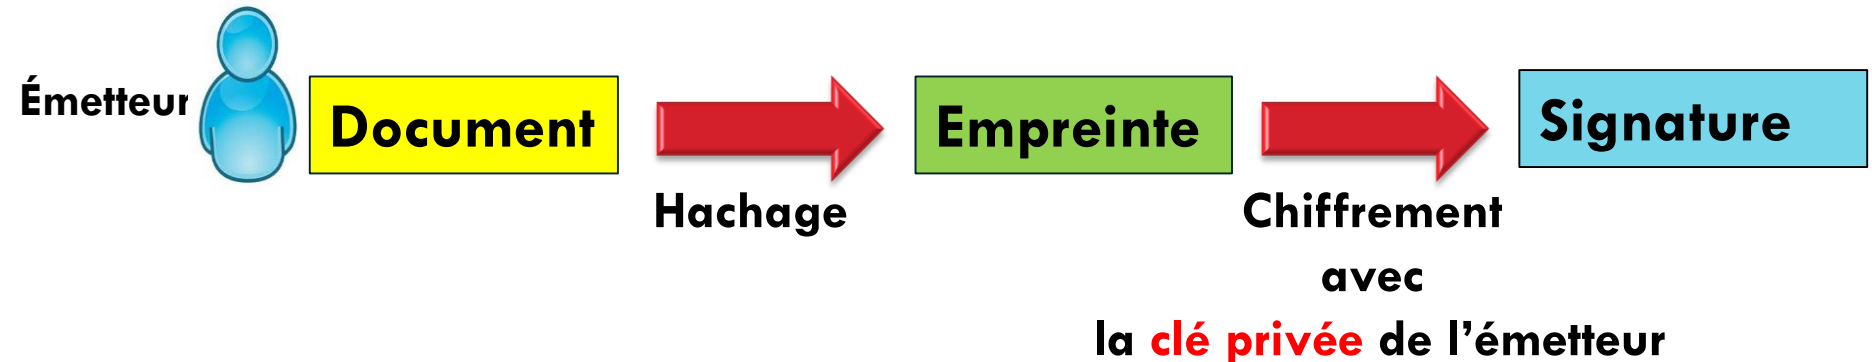 Émetteur
Document
Empreinte
Signature
Hachage
Chiffrement
avec
la clé privée de l’émetteur